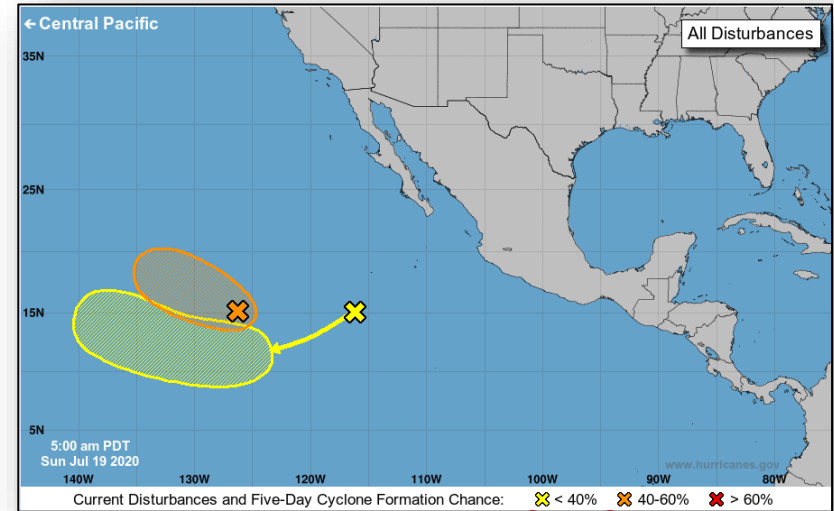 ← Central Pacific
All Disturbances
35N
25N
15N
5N
5:00 am PDT
Sun Jul 19 2020
www.hurricanes.gov
140W 130W 120W 110W 100W 90W 80W
Current Disturbances and Five-Day Cyclone Formation Chance: < 40% 40-60% > 60%